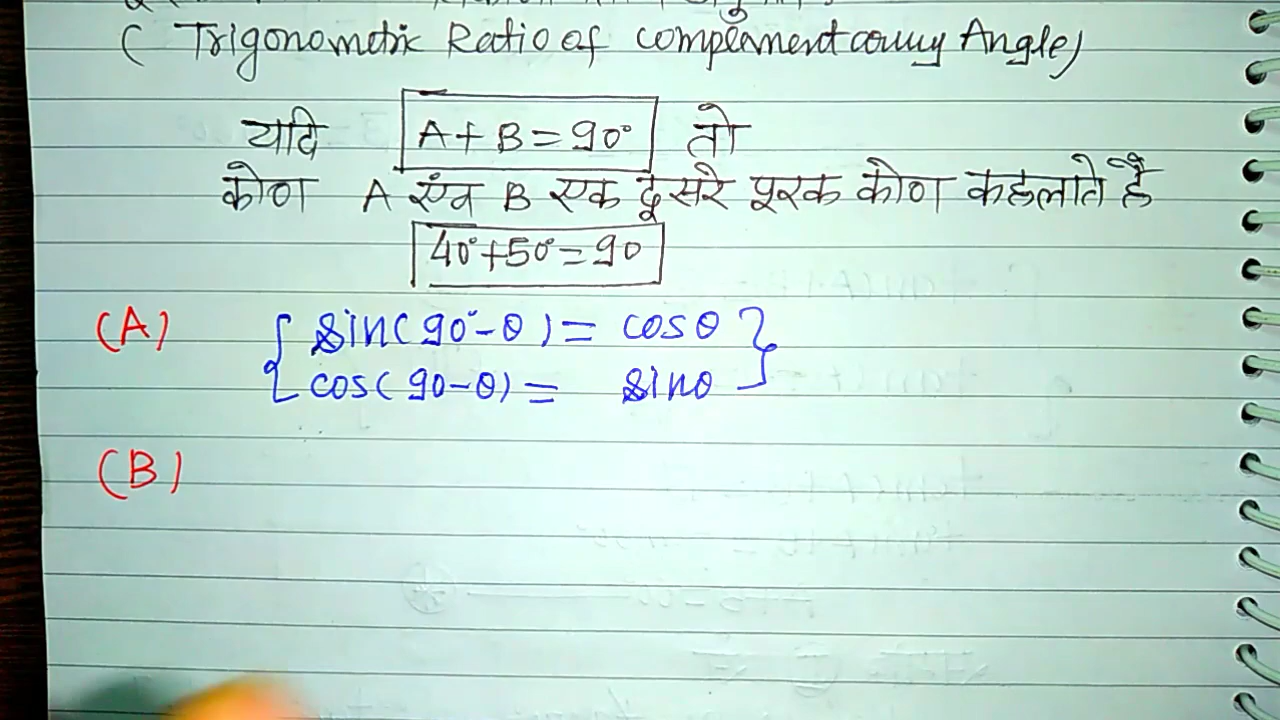 ( Trigonometric Ratio of complementary Angle)
यदि A + B = 90° तो
कोण A एंव B एक दूसरे पूरक कोण कहलाते है
40°+50°=90
(A) { sin(90°-θ) = cosθ }
cos(90-θ) = sinθ
(B)